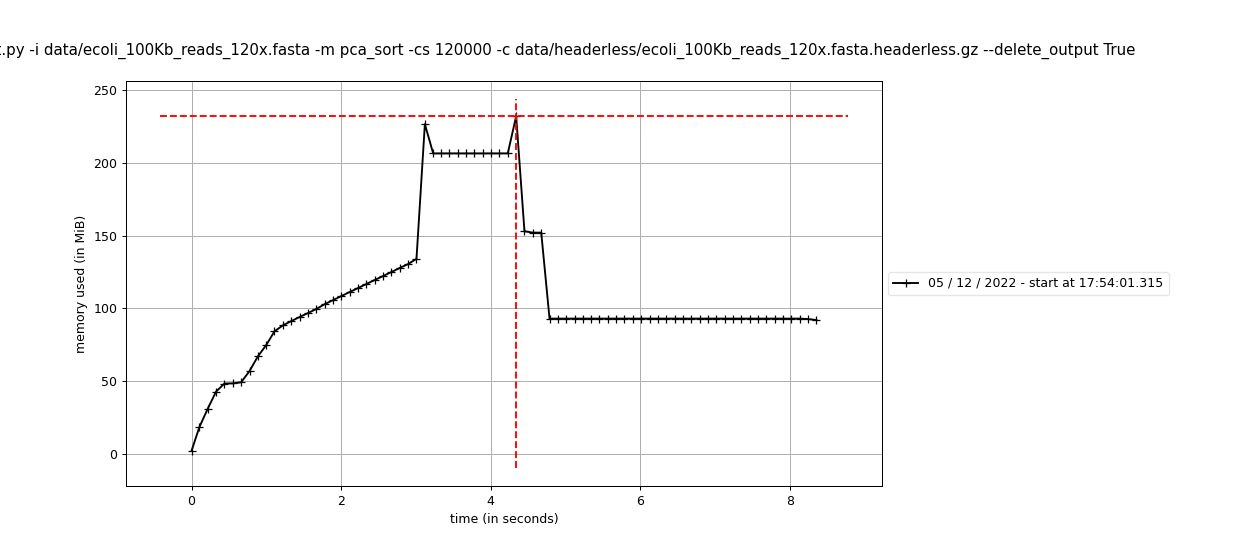 .py -i data/ecoli_100Kb_reads_120x.fasta -m pca_sort -cs 120000 -c data/headerless/ecoli_100Kb_reads_120x.fasta.headerless.gz --delete_output True
250
200
150
100
50
0
memory used (in MiB)
05 / 12 / 2022 - start at 17:54:01.315
0 2 4 6 8
time (in seconds)